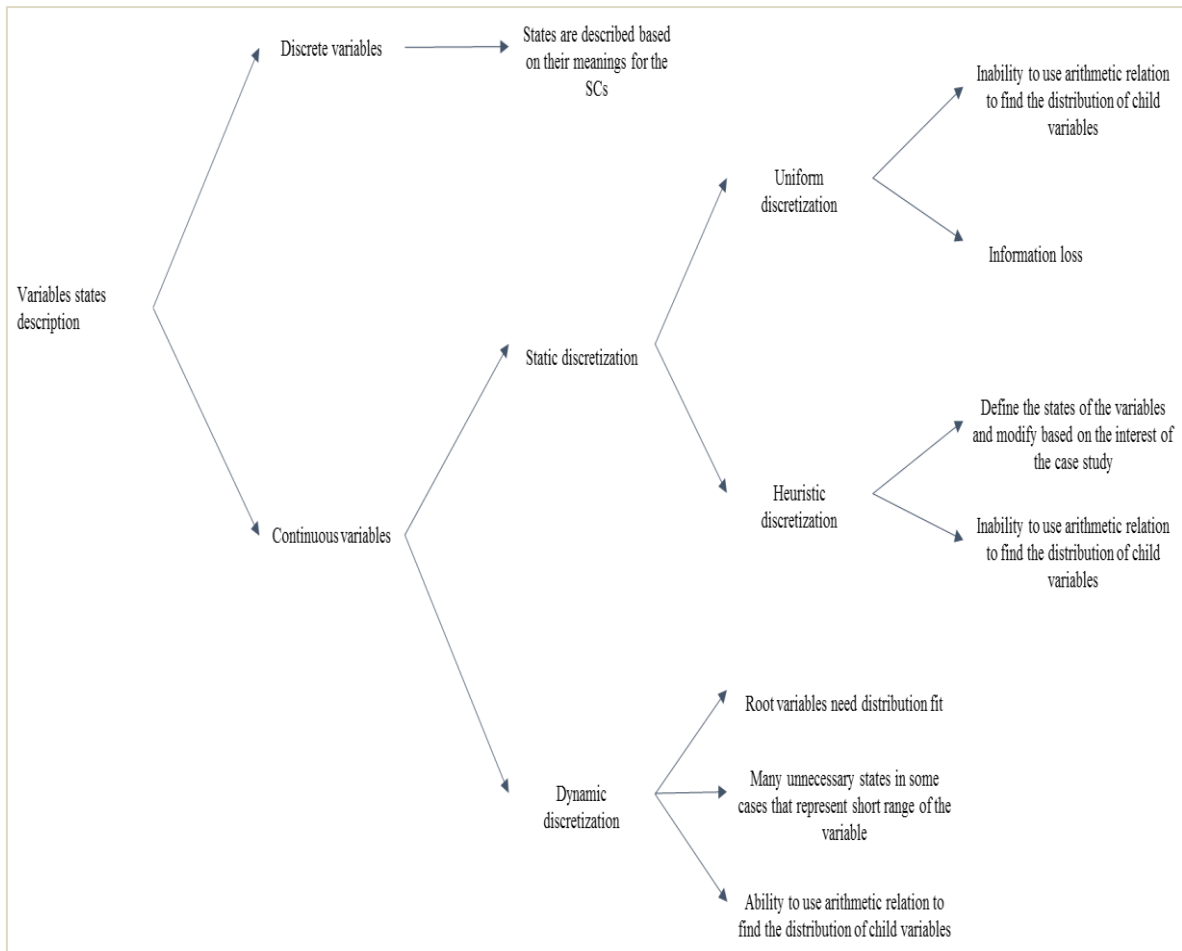 Discrete variables
States are described based
on their meanings for the
SCs
Inability to use arithmetic relation
to find the distribution of child
variables
Uniform
discretization
Information loss
Variables states
description
Static discretization
Define the states of the variables
and modify based on the interest of
the case study
Heuristic
discretization
Continuous variables
Inability to use arithmetic relation
to find the distribution of child
variables
Root variables need distribution fit
Many unnecessary states in some
cases that represent short range of the
variable
Dynamic
discretization
Ability to use arithmetic relation to
find the distribution of child variables